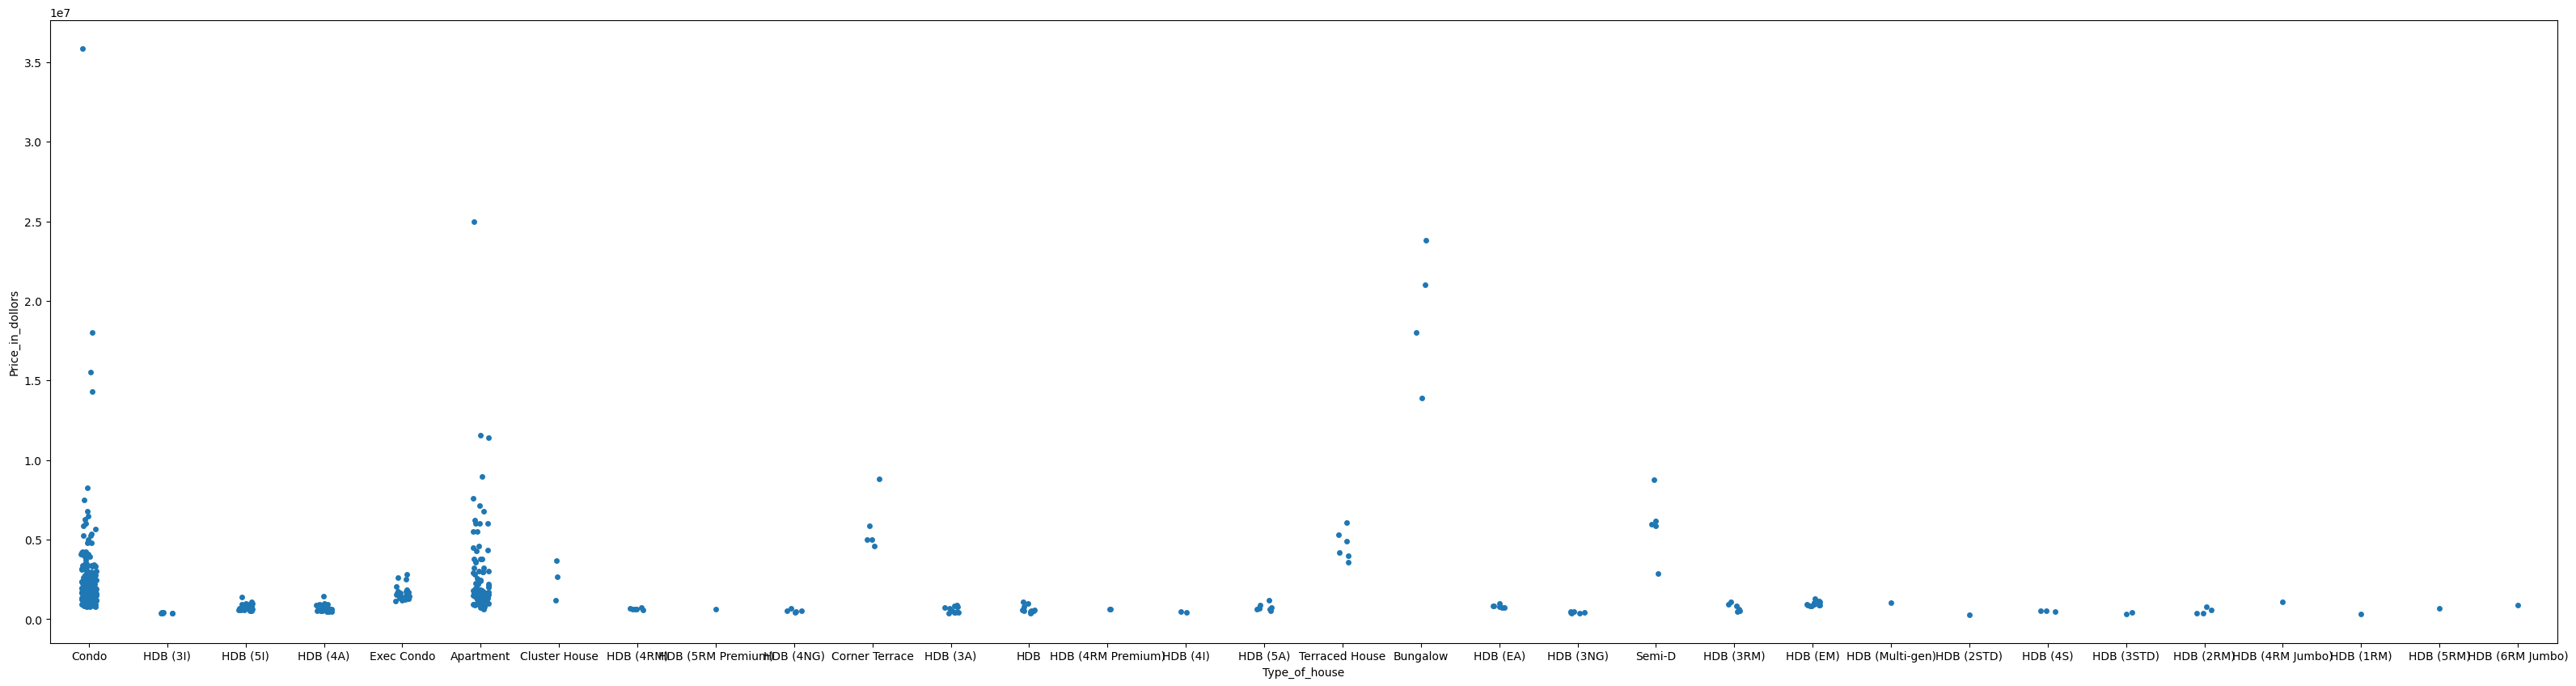 1e7
3.5
3.0
2.5
2.0
1.5
1.0
0.5
0.0
Price_in_dollors
Condo HDB (3I) HDB (5I) HDB (4A) Exec Condo Apartment Cluster House HDB (4RM) HDB (5RM Premium) HDB (4NG) Corner Terrace HDB (3A) HDB HDB (4RM Premium) HDB (4I) HDB (5A) Terraced House Bungalow HDB (EA) HDB (3NG) Semi-D HDB (3RM) HDB (EM) HDB (Multi-gen) HDB (2STD) HDB (4S) HDB (3STD) HDB (2RM) HDB (4RM Jumbo) HDB (1RM) HDB (5RM) HDB (6RM Jumbo)
Type_of_house